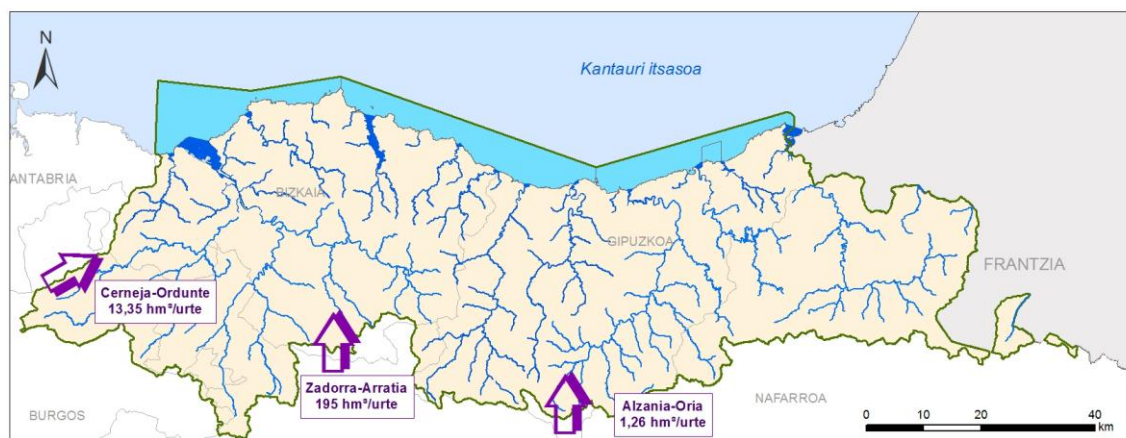 N
Kantauri itsasoa
ANTABRIA
BIZKAIA
GIPUZKOA
FRANTZIA
Cerneja-Ordunte
13,35 hm³/urte
Zadorra-Arratia
195 hm³/urte
Alzania-Oria
1,26 hm³/urte
BURGOS
NAFARROA
0 10 20 40
km